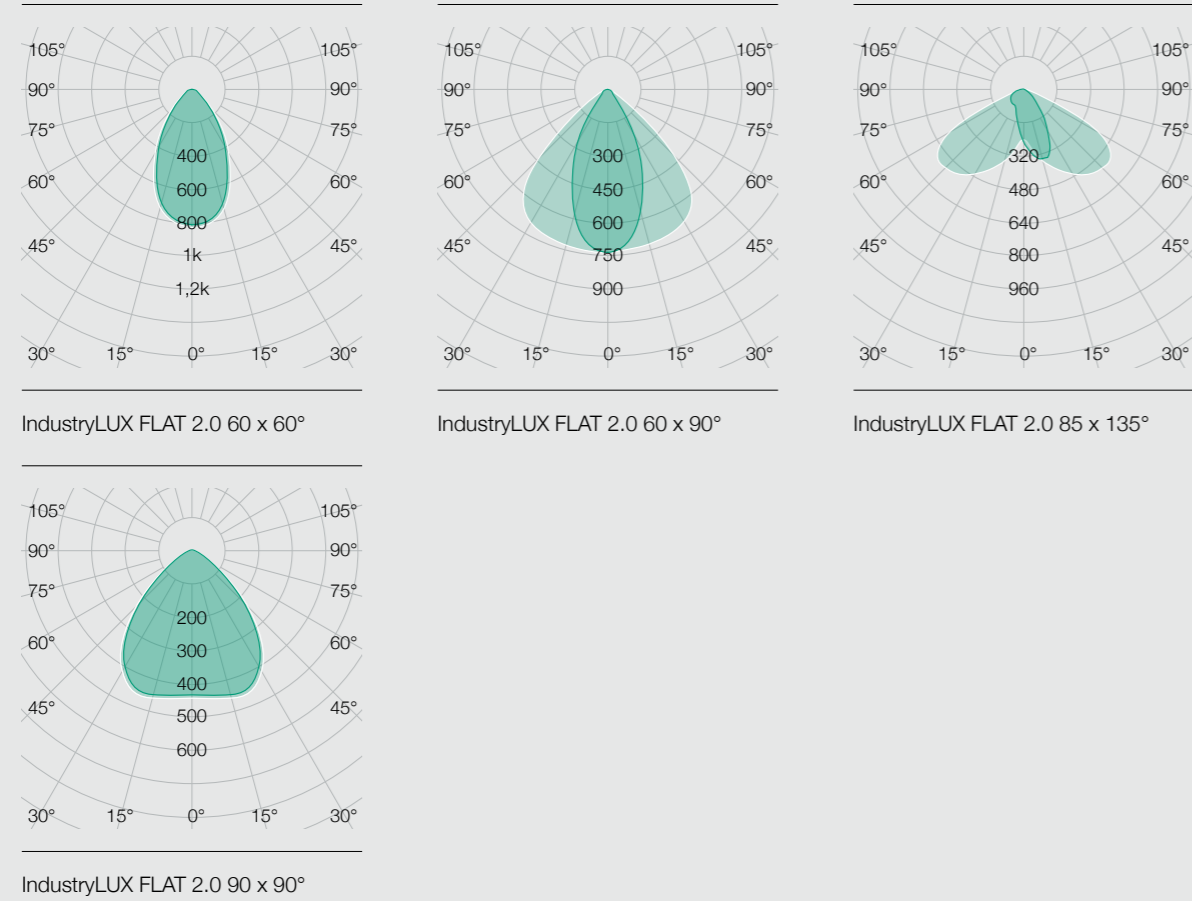 105° 105°
90° 90°
75° 75°
400
60° 600 60°
800
45° 45°
1k
1,2k
30° 15° 0° 15° 30°
IndustryLUX FLAT 2.0 60 x 60°
105° 105°
90° 90°
75° 75°
300
60° 450 60°
600
45° 45°
750
900
30° 15° 0° 15° 30°
IndustryLUX FLAT 2.0 60 x 90°
105° 105°
90° 90°
75° 75°
320
60° 480 60°
640
45° 45°
800
960
30° 15° 0° 15° 30°
IndustryLUX FLAT 2.0 85 x 135°
105° 105°
90° 90°
75° 75°
200
60° 300 60°
400
45° 45°
500
600
30° 15° 0° 15° 30°
IndustryLUX FLAT 2.0 90 x 90°